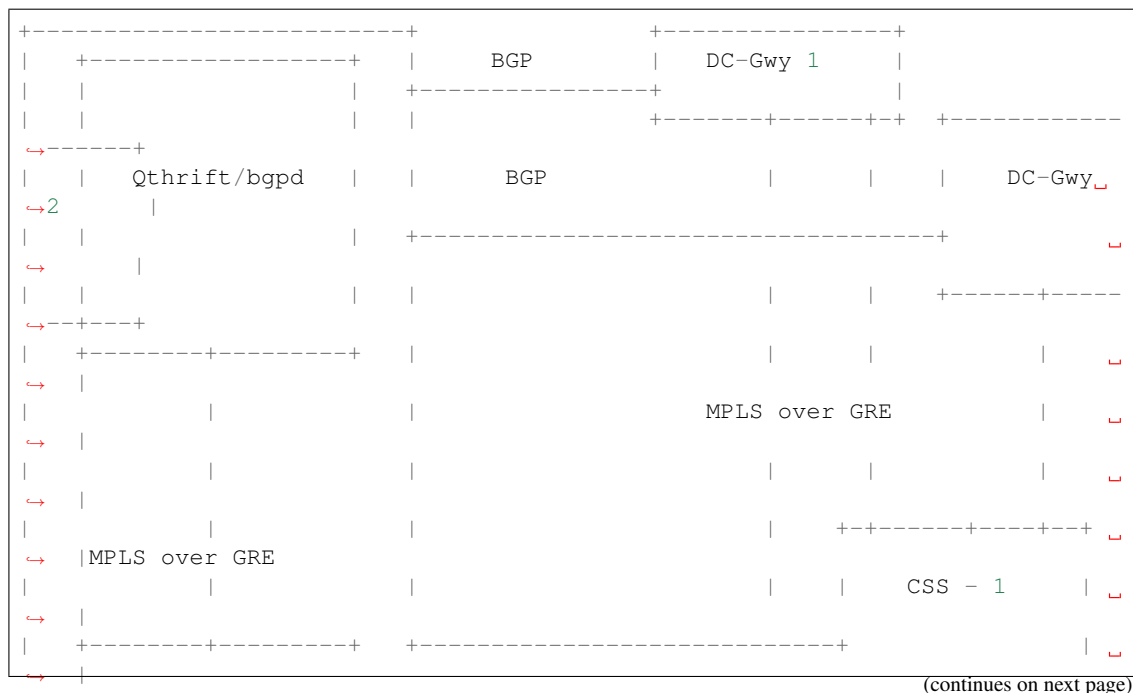 +--------------------------+                +----------------+
|   +------------------+   |     BGP        |   DC-Gwy 1     |
|   |                  |   +----------------+                |
|   |                  |   |                +-------+------+-+  +------------
↪------+
|   |   Qthrift/bgpd   |   |      BGP               |      |    |    DC-Gwy␣
↪2      |
|   |                  |   +-----------------------------------+           ␣
↪       |
|   |                  |   |                        |      |    +------+-----
↪--+---+
|   +--------+---------+   |                        |      |           |    ␣
↪  |
|            |             |                   MPLS over GRE          |    ␣
↪  |
|            |             |                        |      |           |    ␣
↪  |
|            |             |                        |    +-+------+----+--+ ␣
↪  |MPLS over GRE
|            |             |                        |    |    CSS - 1     | ␣
↪  |
|   +--------+---------+   +----------------------------+                | ␣
↪  |
(continues on next page)